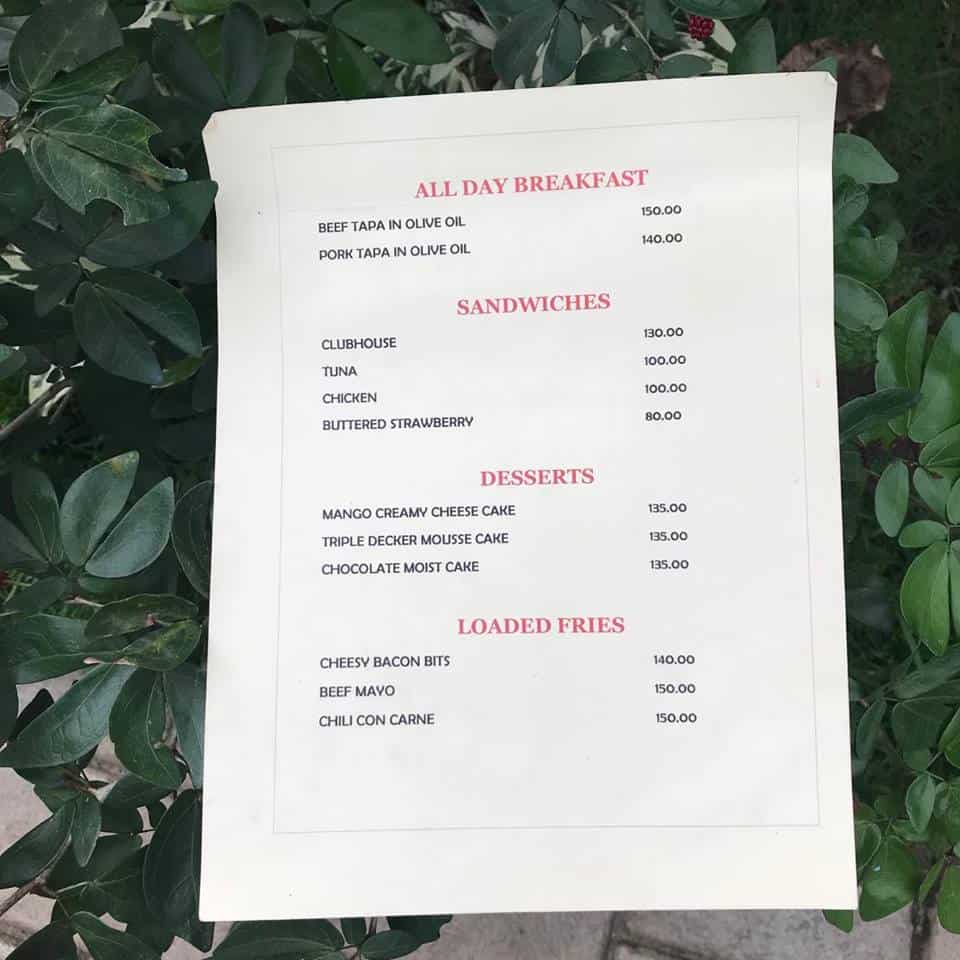 ALL DAY BREAKFAST
BEEF TAPA IN OLIVE OIL 150.00
PORK TAPA IN OLIVE OIL 140.00
SANDWICHES
CLUBHOUSE 130.00
TUNA 100.00
CHICKEN 100.00
BUTTERED STRAWBERRY 80.00
DESSERTS
MANGO CREAMY CHEESE CAKE 135.00
TRIPLE DECKER MOUSSE CAKE 135.00
CHOCOLATE MOIST CAKE 135.00
LOADED FRIES
CHEESY BACON BITS 140.00
BEEF MAYO 150.00
CHILI CON CARNE 150.00